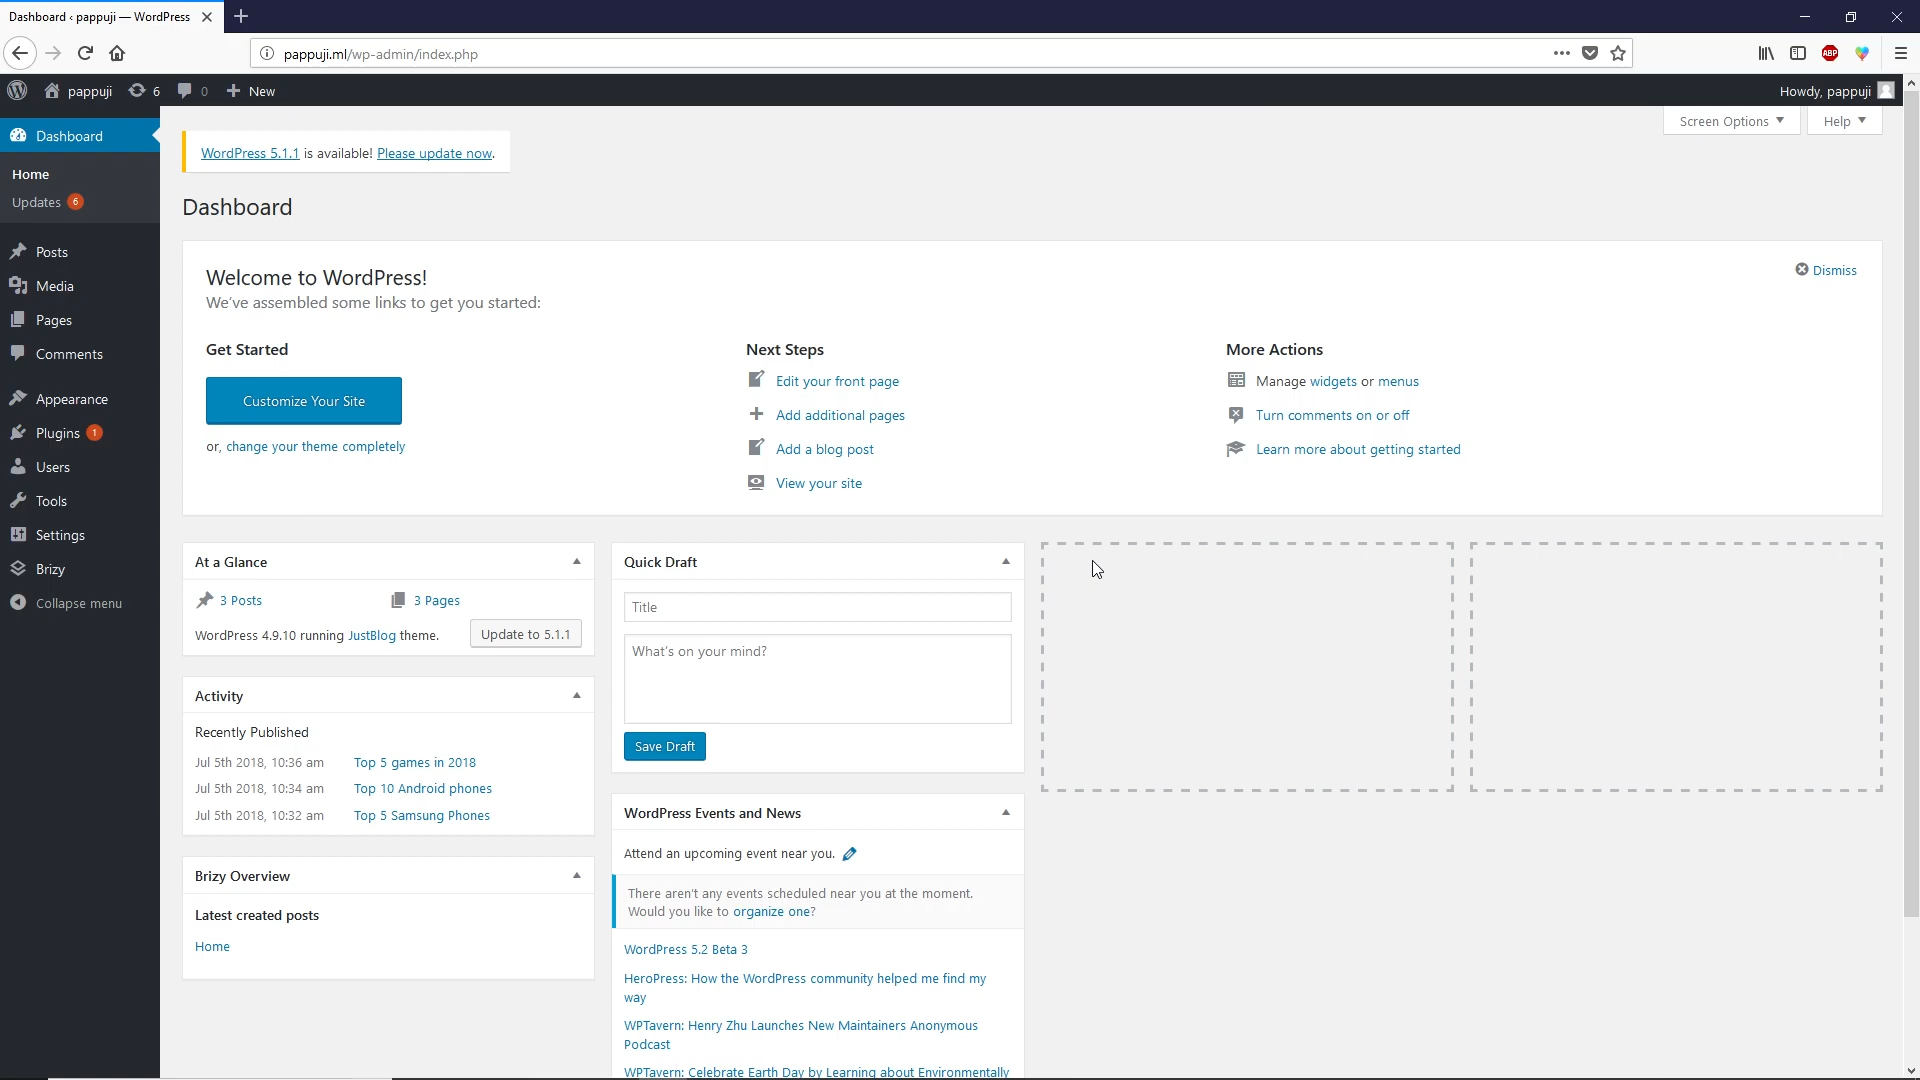 Dashboard ‹ pappuji — WordPress
pappuji.ml/wp-admin/index.php
ABP
pappuji
6
0
New
Howdy, pappuji
Screen Options
Help
Dashboard
Home
Updates 6
Posts
Media
Pages
Comments
Appearance
Plugins 1
Users
Tools
Settings
Brizy
Collapse menu
WordPress 5.1.1 is available! Please update now.
Dashboard
Welcome to WordPress!
Dismiss
We've assembled some links to get you started:
Get Started
Customize Your Site
or, change your theme completely
Next Steps
Edit your front page
Add additional pages
Add a blog post
View your site
More Actions
Manage widgets or menus
Turn comments on or off
Learn more about getting started
At a Glance
3 Posts
3 Pages
WordPress 4.9.10 running JustBlog theme.
Update to 5.1.1
Activity
Recently Published
Jul 5th 2018, 10:36 am Top 5 games in 2018
Jul 5th 2018, 10:34 am Top 10 Android phones
Jul 5th 2018, 10:32 am Top 5 Samsung Phones
Brizy Overview
Latest created posts
Home
Quick Draft
Title
What's on your mind?
Save Draft
WordPress Events and News
Attend an upcoming event near you.
There aren't any events scheduled near you at the moment.
Would you like to organize one?
WordPress 5.2 Beta 3
HeroPress: How the WordPress community helped me find my
way
WPTavern: Henry Zhu Launches New Maintainers Anonymous
Podcast
WPTavern: Celebrate Earth Day by Learning about Environmentally